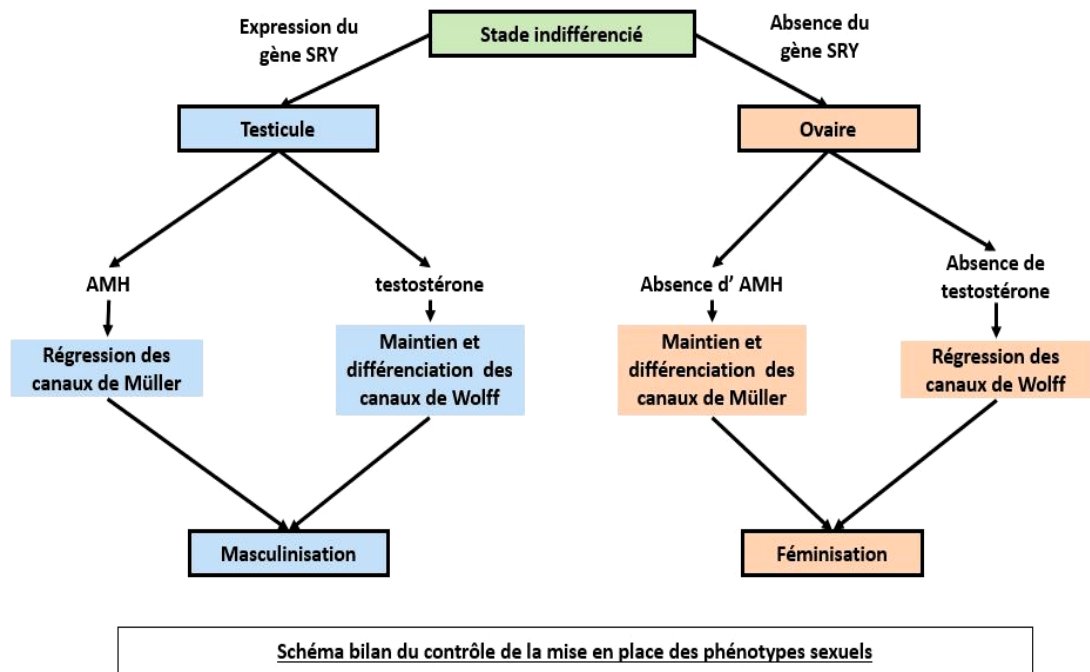 Expression du
gène SRY
Stade indifférencié
Absence du
gène SRY
Testicule
Ovaire
AMH
testostérone
Absence d' AMH
Absence de
testostérone
Régression des
canaux de Müller
Maintien et
différenciation des
canaux de Wolff
Maintien et
différenciation des
canaux de Müller
Régression des
canaux de Wolff
Masculinisation
Féminisation
Schéma bilan du contrôle de la mise en place des phénotypes sexuels